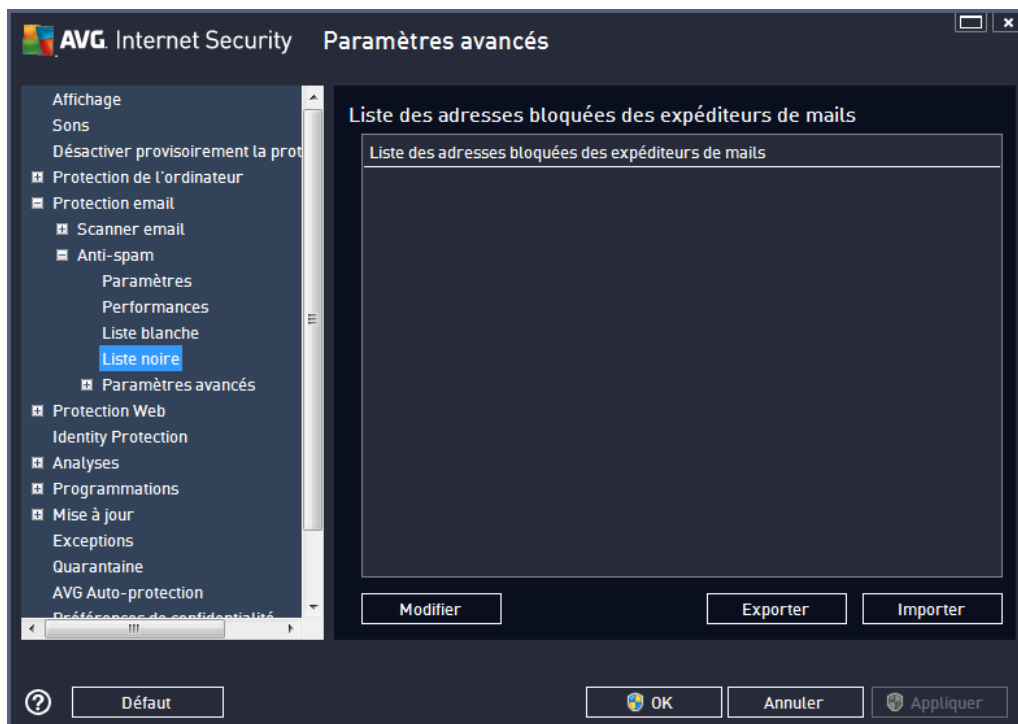 AVG. Internet Security Paramètres avancés
Affichage
Sons
Désactiver provisoirement la prot
Protection de l'ordinateur
Protection email
Scanner email
Anti-spam
Paramètres
Performances
Liste blanche
Liste noire
Paramètres avancés
Protection Web
Identity Protection
Analyses
Programmations
Mise à jour
Exceptions
Quarantaine
AVG Auto-protection
Préférences de confidentialité
Liste des adresses bloquées des expéditeurs de mails
Liste des adresses bloquées des expéditeurs de mails
Modifier
Exporter
Importer
? Défaut
OK
Annuler
Appliquer